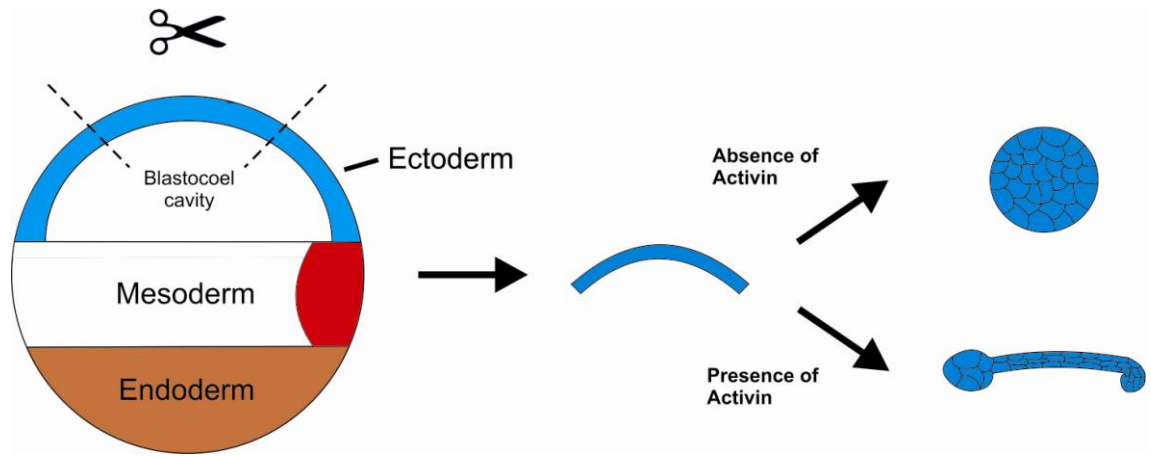 Ectoderm
Blastocoel
cavity
Mesoderm
Endoderm
Absence of
Activin
Presence of
Activin